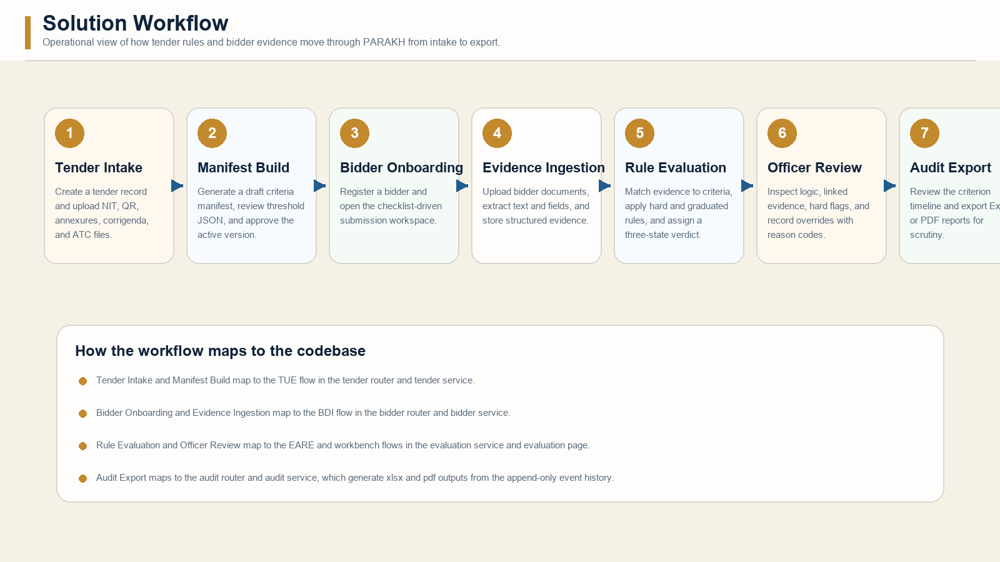 Solution Workflow
Operational view of how tender rules and bidder evidence move through PARAKH from intake to export.
1
Tender Intake
Create a tender record
and upload NIT, QR,
annexures, corrigenda,
and ATC files.
2
Manifest Build
Generate a draft criteria
manifest, review threshold
JSON, and approve the
active version.
3
Bidder Onboarding
Register a bidder and
open the checklist-driven
submission workspace.
4
Evidence Ingestion
Upload bidder documents,
extract text and fields, and
store structured evidence.
5
Rule Evaluation
Match evidence to criteria,
apply hard and graduated
rules, and assign a
three-state verdict.
6
Officer Review
Inspect logic, linked
evidence, hard flags, and
record overrides with
reason codes.
7
Audit Export
Review the criterion
timeline and export
or PDF reports for
scrutiny.
How the workflow maps to the codebase
Tender Intake and Manifest Build map to the TUE flow in the tender router and tender service.
Bidder Onboarding and Evidence Ingestion map to the BDI flow in the bidder router and bidder service.
Rule Evaluation and Officer Review map to the EARE and workbench flows in the evaluation service and evaluation page.
Audit Export maps to the audit router and audit service, which generate xlsx and pdf outputs from the append-only event history.